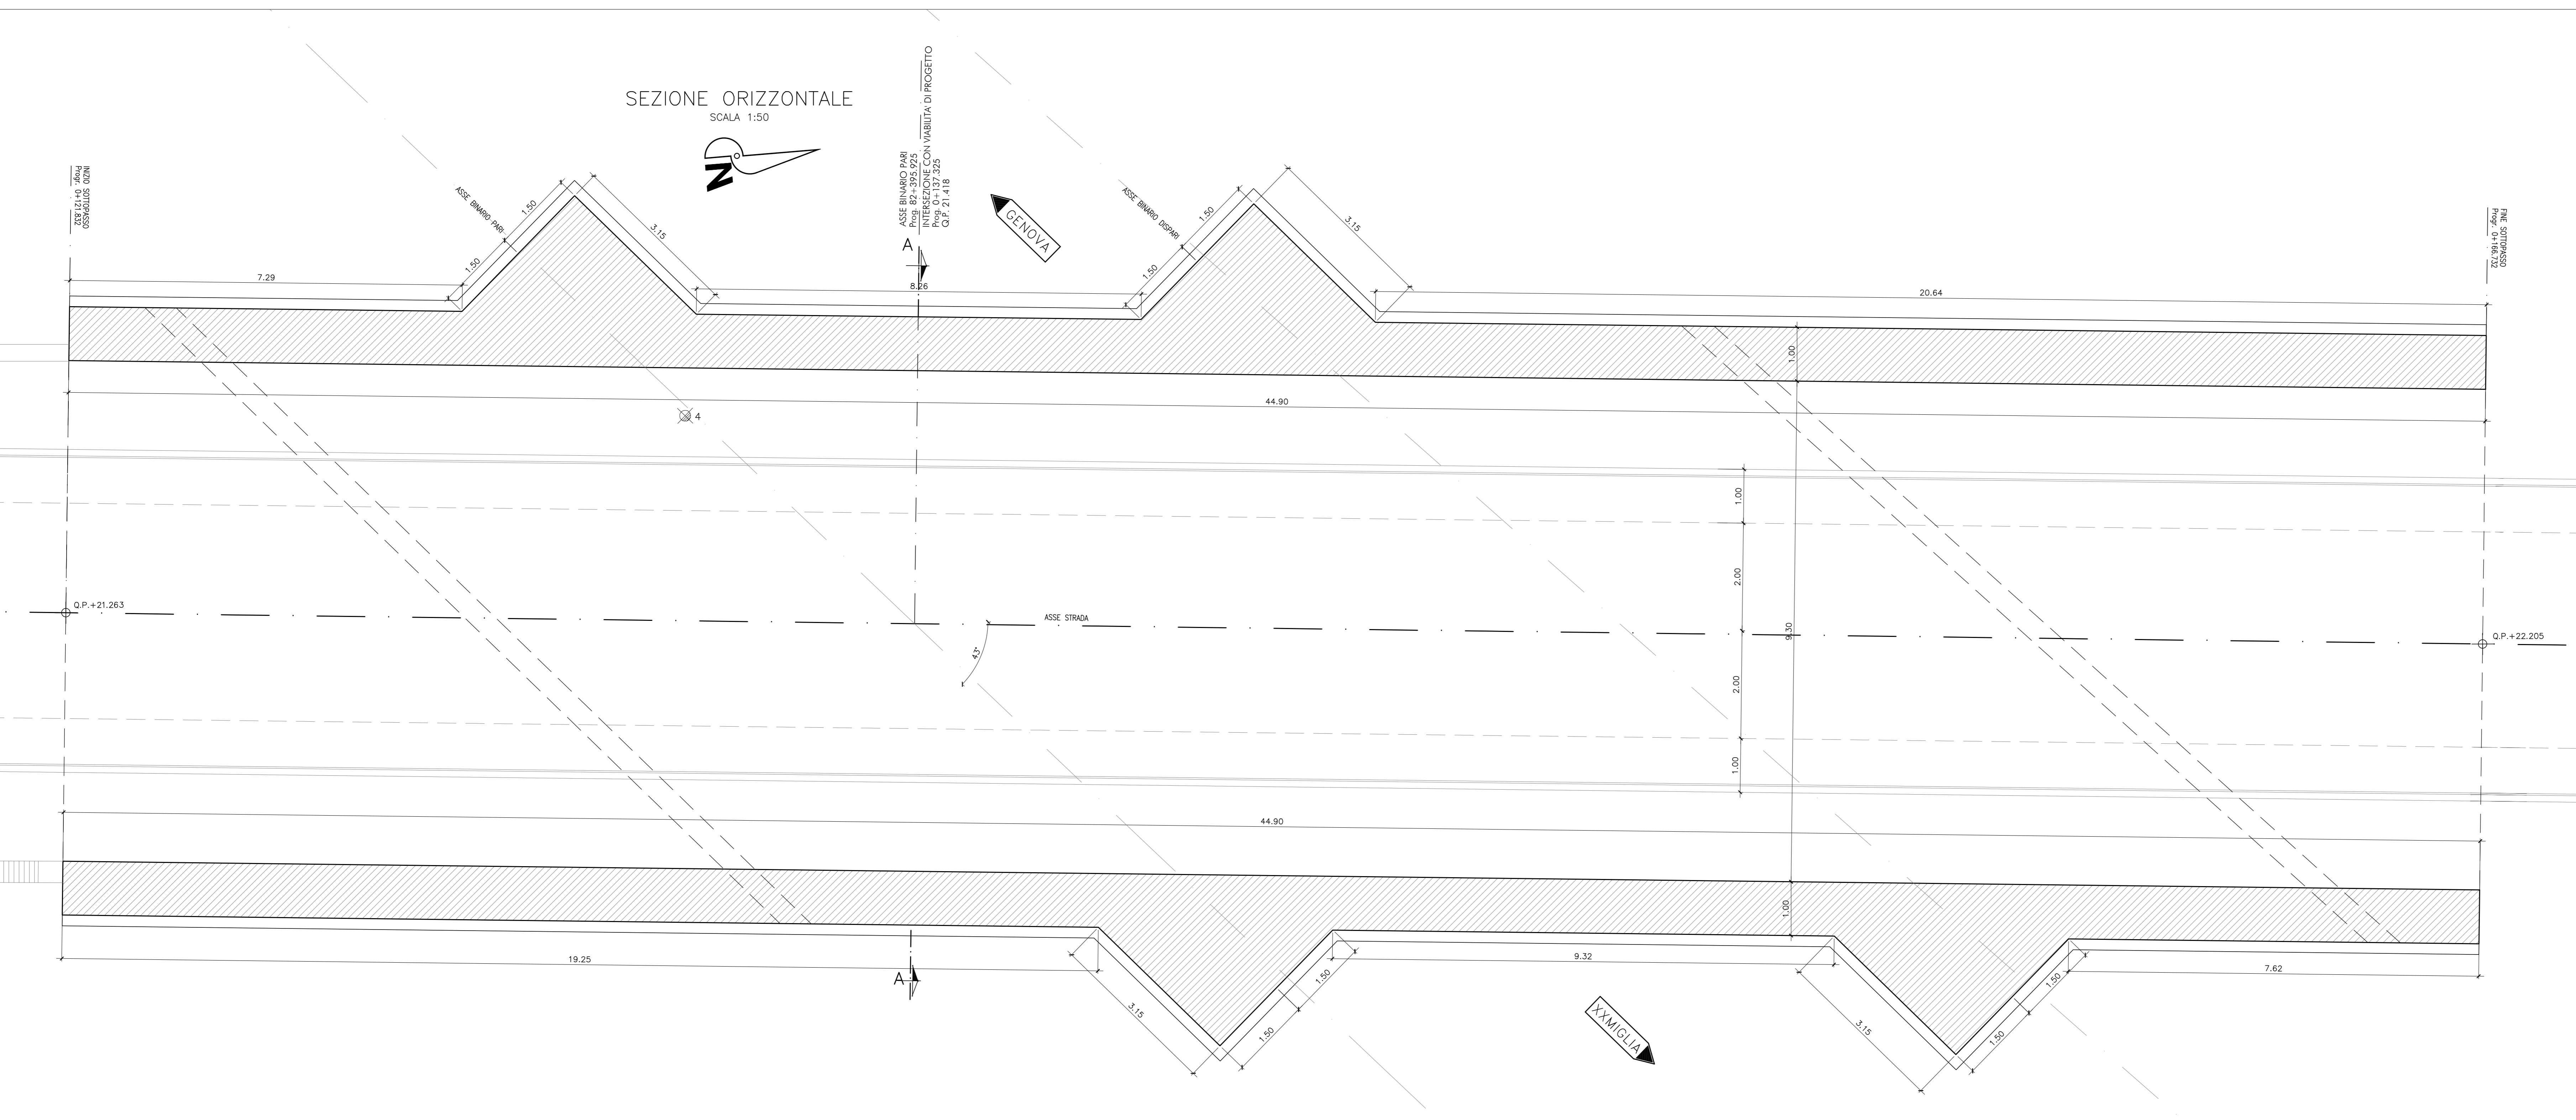 SEZIONE ORIZZONTALE
SCALA 1:50
N
INIZIO SOTTOPASSO
Progr. 0+121.832
ASSE BINARIO PARI
ASSE BINARIO PARI
Prog. 82+395.925
INTERSEZIONE CON VIABILITA' DI PROGETTO
Prog. 0+137.325
Q.P. 21.418
A
GENOVA
ASSE BINARIO DISPARI
FINE SOTTOPASSO
Progr. 0+166.732
7.29
1.50
1.50
3.15
8.26
1.50
1.50
3.15
20.64
1.00
44.90
4
1.00
2.00
9.30
2.00
1.00
Q.P.+21.263
ASSE STRADA
43°
Q.P.+22.205
44.90
1.00
19.25
A
3.15
1.50
1.50
9.32
XXMIGLIA
3.15
1.50
1.50
7.62